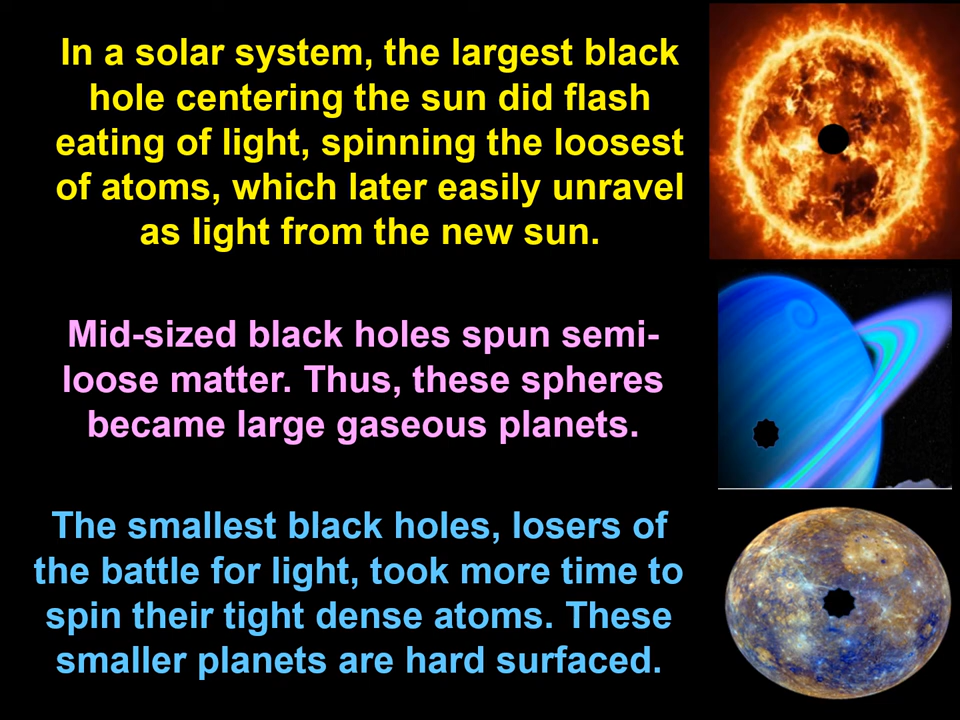 In a solar system, the largest black
hole centering the sun did flash
eating of light, spinning the loosest
of atoms, which later easily unravel
as light from the new sun.
Mid-sized black holes spun semi-
loose matter. Thus, these spheres
became large gaseous planets.
The smallest black holes, losers of
the battle for light, took more time to
spin their tight dense atoms. These
smaller planets are hard surfaced.